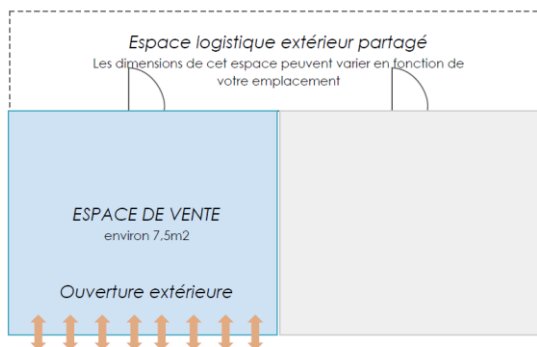 Espace logistique extérieur partagé
Les dimensions de cet espace peuvent varier en fonction de
votre emplacement
ESPACE DE VENTE
environ 7,5m2
Ouverture extérieure